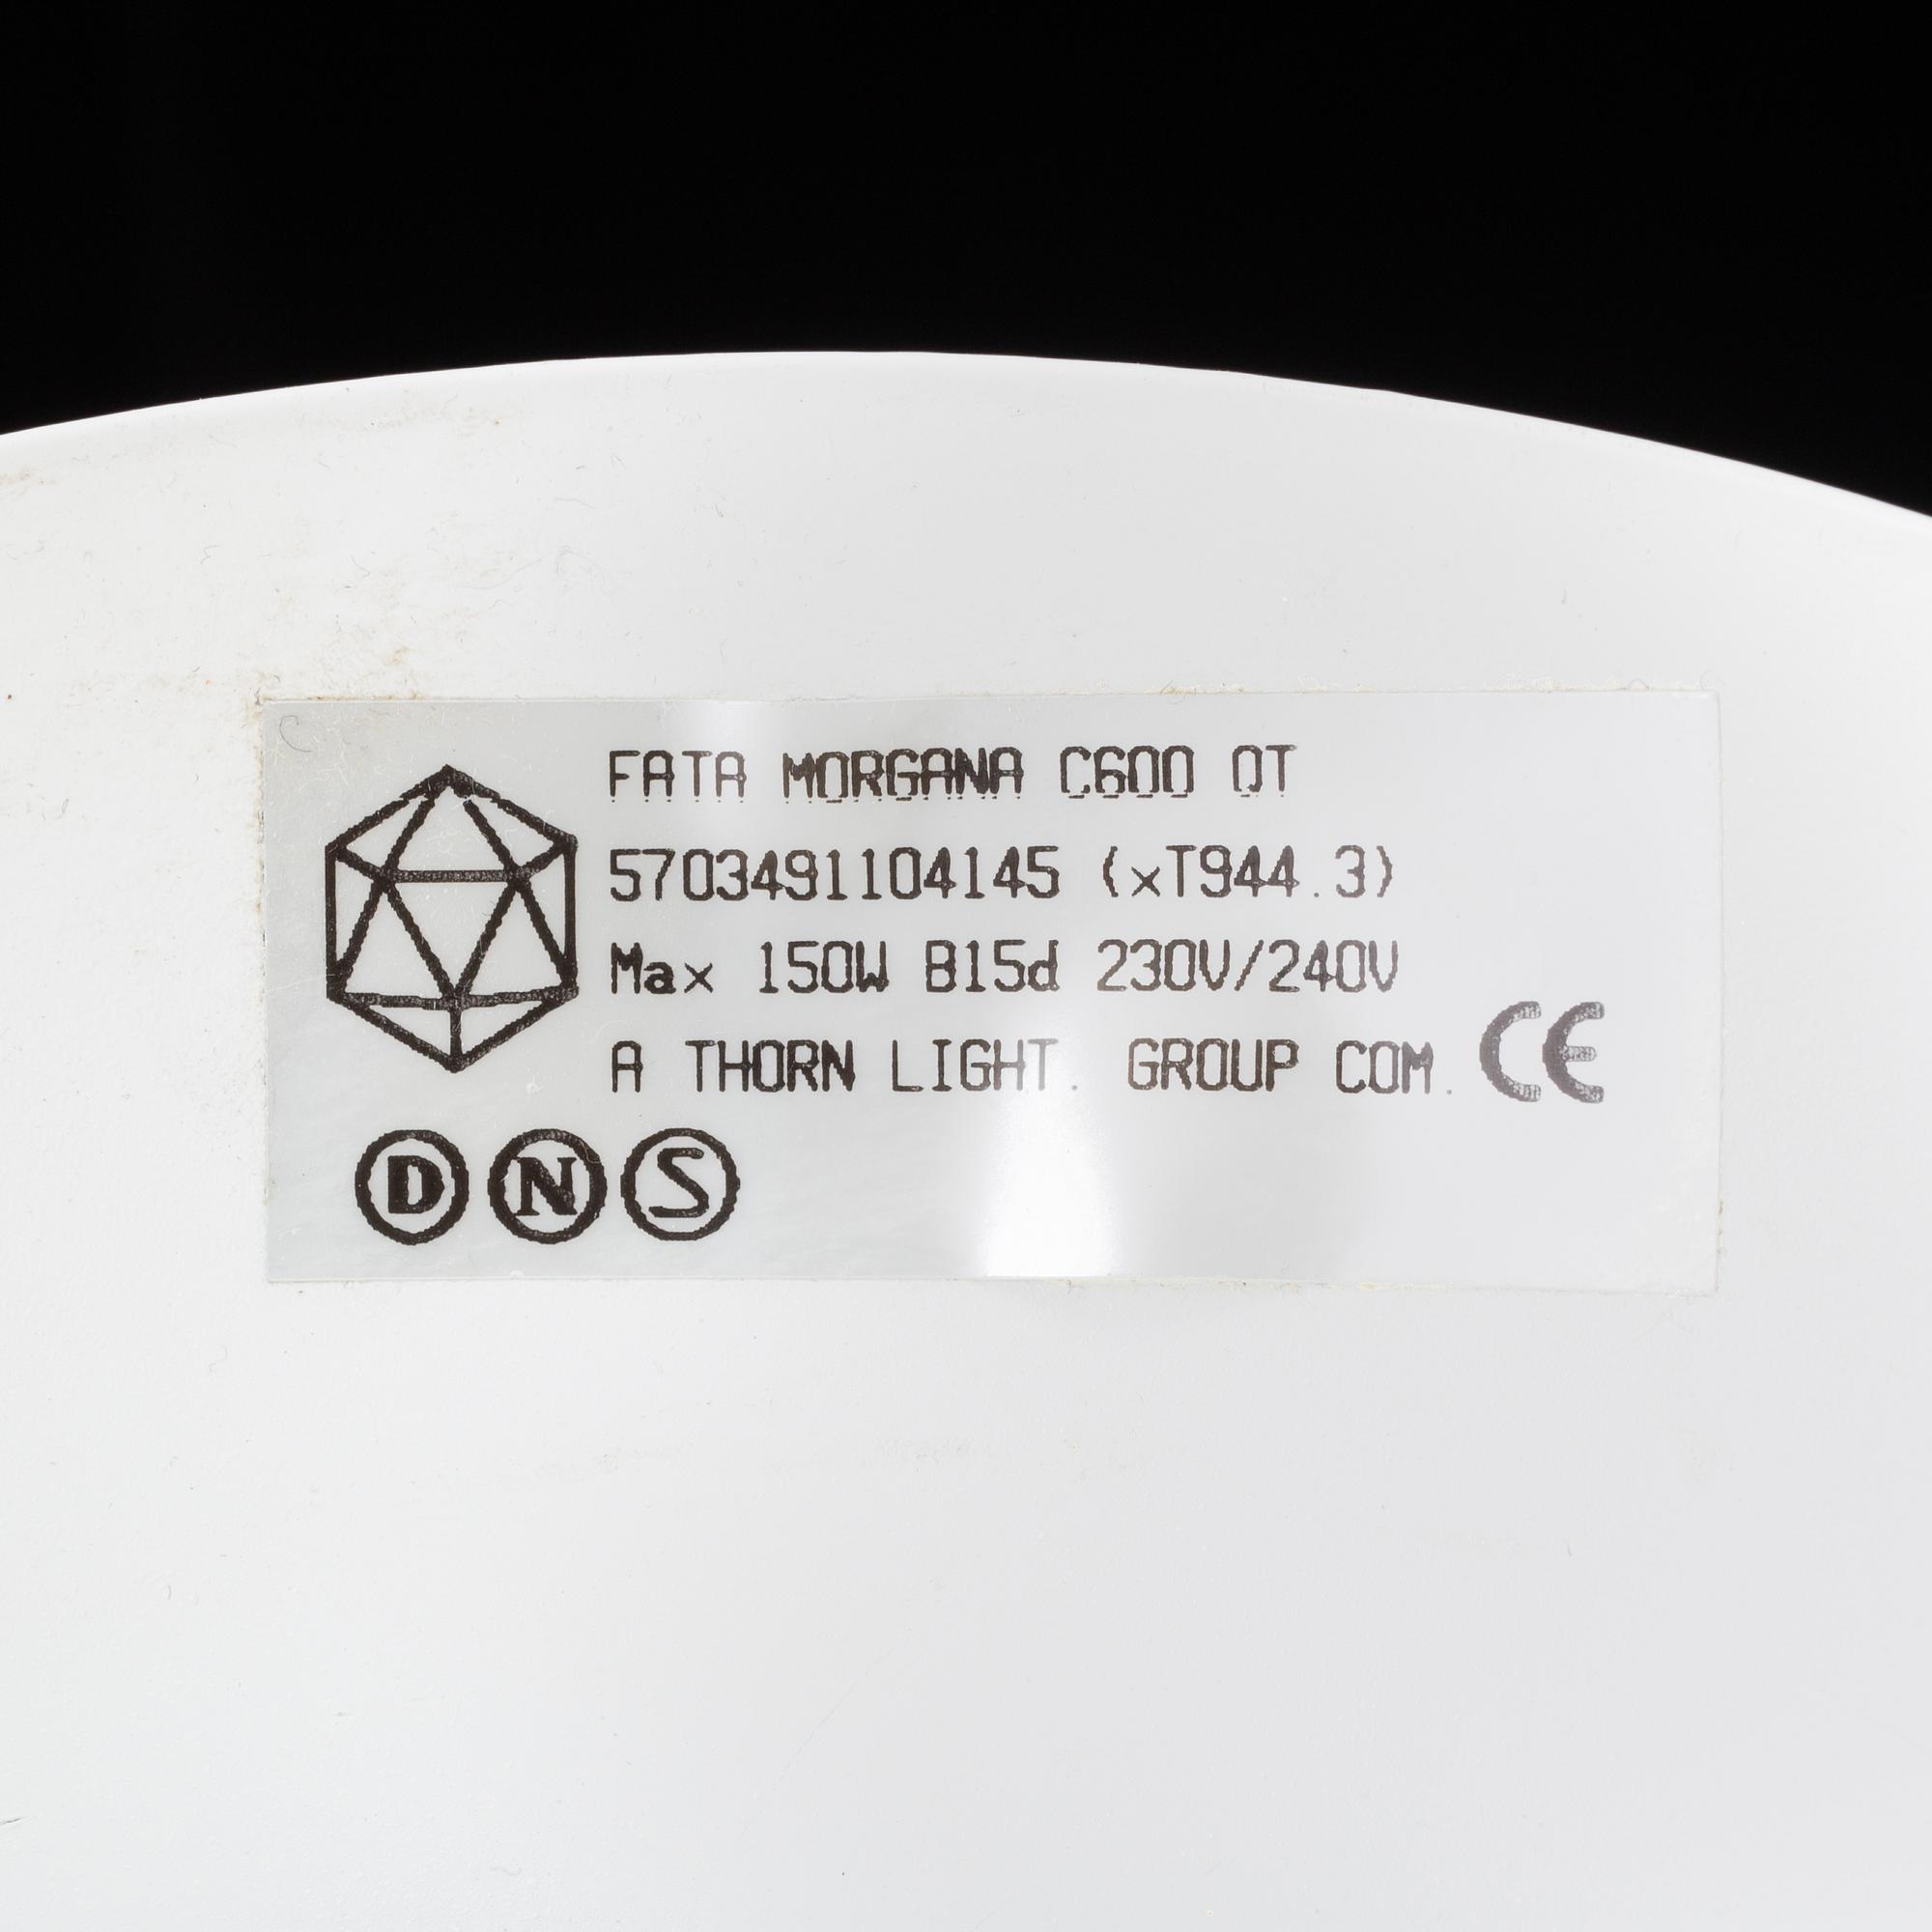 FATA MORGANA C600 QT
5703491104145 (xT944.3)
Max 150W B15d 230V/240V
A THORN LIGHT. GROUP COM. CE
D N S